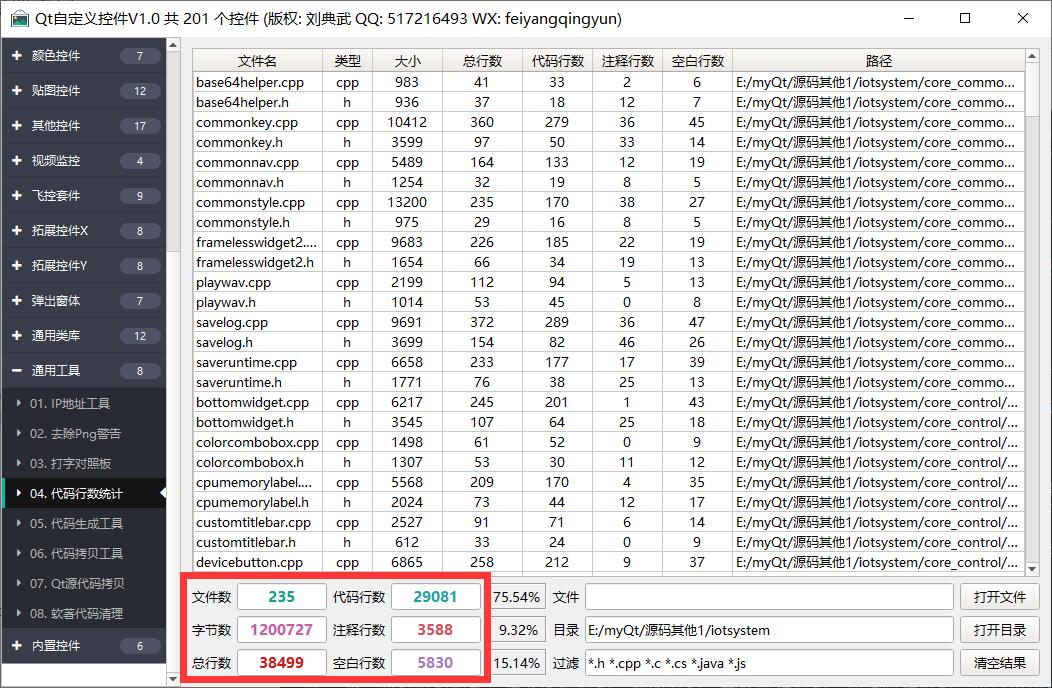 Qt自定义控件V1.0 共 201 个控件 (版权: 刘典武 QQ: 517216493 WX: feiyangqingyun)
颜色控件 7
贴图控件 12
其他控件 17
视频监控 4
飞控套件 9
拓展控件X 8
拓展控件Y 8
弹出窗体 7
通用类库 12
通用工具 8
01. IP地址工具
02. 去除Png警告
03. 打字对照板
04. 代码行数统计
05. 代码生成工具
06. 代码拷贝工具
07. Qt源代码拷贝
08. 软著代码清理
内置控件 6
文件名 类型 大小 总行数 代码行数 注释行数 空白行数 路径
base64helper.cpp cpp 983 41 33 2 6 E:/myQt/源码其他1/iotsystem/core_commo...
base64helper.h h 936 37 18 12 7 E:/myQt/源码其他1/iotsystem/core_commo...
commonkey.cpp cpp 10412 360 279 36 45 E:/myQt/源码其他1/iotsystem/core_commo...
commonkey.h h 3599 97 50 33 14 E:/myQt/源码其他1/iotsystem/core_commo...
commonnav.cpp cpp 5489 164 133 12 19 E:/myQt/源码其他1/iotsystem/core_commo...
commonnav.h h 1254 32 19 8 5 E:/myQt/源码其他1/iotsystem/core_commo...
commonstyle.cpp cpp 13200 235 170 38 27 E:/myQt/源码其他1/iotsystem/core_commo...
commonstyle.h h 975 29 16 8 5 E:/myQt/源码其他1/iotsystem/core_commo...
framelesswidget2.... cpp 9683 226 185 22 19 E:/myQt/源码其他1/iotsystem/core_commo...
framelesswidget2.h h 1654 66 34 19 13 E:/myQt/源码其他1/iotsystem/core_commo...
playwav.cpp cpp 2199 112 94 5 13 E:/myQt/源码其他1/iotsystem/core_commo...
playwav.h h 1014 53 45 0 8 E:/myQt/源码其他1/iotsystem/core_commo...
savelog.cpp cpp 9691 372 289 36 47 E:/myQt/源码其他1/iotsystem/core_commo...
savelog.h h 3699 154 82 46 26 E:/myQt/源码其他1/iotsystem/core_commo...
saveruntime.cpp cpp 6658 233 177 17 39 E:/myQt/源码其他1/iotsystem/core_commo...
saveruntime.h h 1771 76 38 25 13 E:/myQt/源码其他1/iotsystem/core_commo...
bottomwidget.cpp cpp 6217 245 201 1 43 E:/myQt/源码其他1/iotsystem/core_control/...
bottomwidget.h h 3545 107 64 25 18 E:/myQt/源码其他1/iotsystem/core_control/...
colorcombobox.cpp cpp 1498 61 52 0 9 E:/myQt/源码其他1/iotsystem/core_control/...
colorcombobox.h h 1307 53 30 11 12 E:/myQt/源码其他1/iotsystem/core_control/...
cpumemorylabel.... cpp 5568 209 170 4 35 E:/myQt/源码其他1/iotsystem/core_control/...
cpumemorylabel.h h 2024 73 44 12 17 E:/myQt/源码其他1/iotsystem/core_control/...
customtitlebar.cpp cpp 2527 91 71 6 14 E:/myQt/源码其他1/iotsystem/core_control/...
customtitlebar.h h 612 33 24 0 9 E:/myQt/源码其他1/iotsystem/core_control/...
devicebutton.cpp cpp 6865 258 212 9 37 E:/myQt/源码其他1/iotsystem/core_control/...
文件数 235 代码行数 29081 75.54% 文件 打开文件
字节数 1200727 注释行数 3588 9.32% 目录 E:/myQt/源码其他1/iotsystem 打开目录
总行数 38499 空白行数 5830 15.14% 过滤 *.h *.cpp *.c *.cs *.java *.js 清空结果